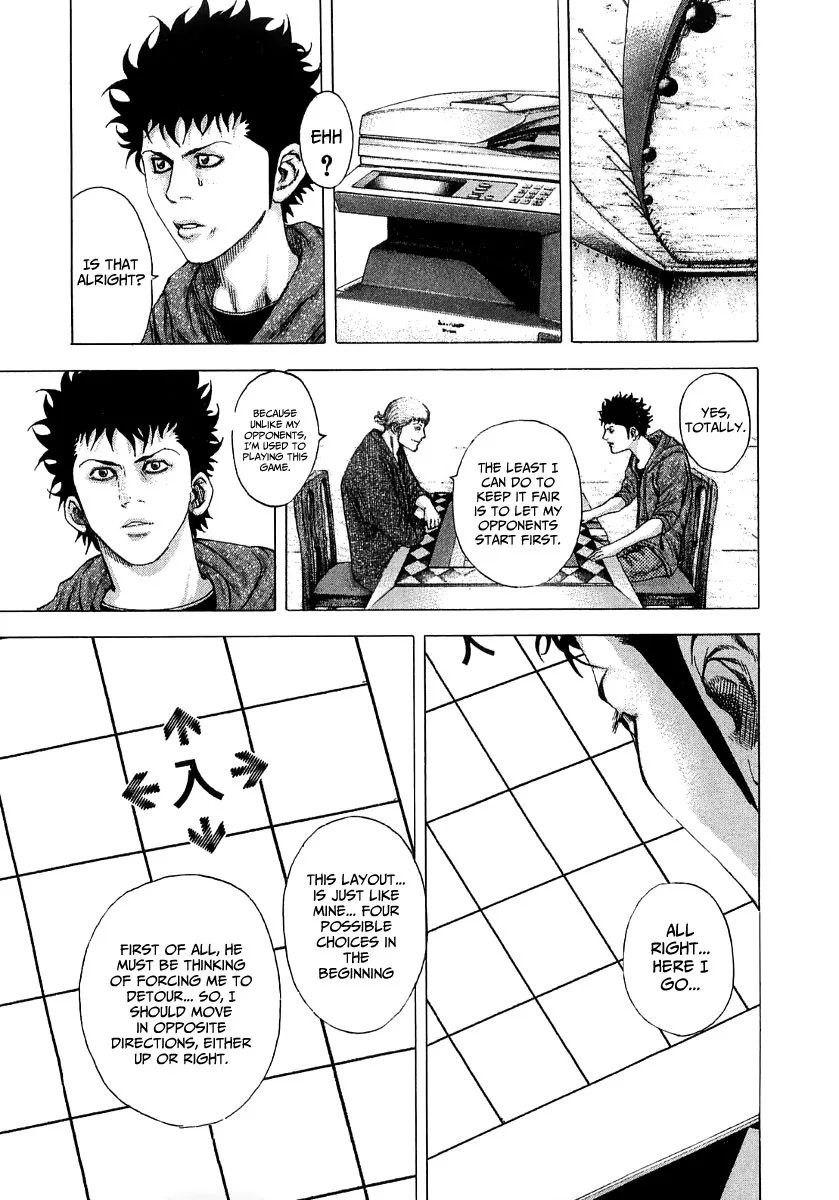 EHH
?
IS THAT
ALRIGHT?
YES,
TOTALLY.
THE LEAST I
CAN DO TO
KEEP IT FAIR
IS TO LET MY
OPPONENTS
START FIRST.
BECAUSE
UNLIKE MY
OPPONENTS,
I'M USED TO
PLAYING THIS
GAME.
入
ALL
RIGHT...
HERE I
GO...
入
THIS LAYOUT...
IS JUST LIKE
MINE... FOUR
POSSIBLE
CHOICES IN
THE
BEGINNING
FIRST OF ALL, HE
MUST BE THINKING
OF FORCING ME TO
DETOUR... SO, I
SHOULD MOVE
IN OPPOSITE
DIRECTIONS, EITHER
UP OR RIGHT.